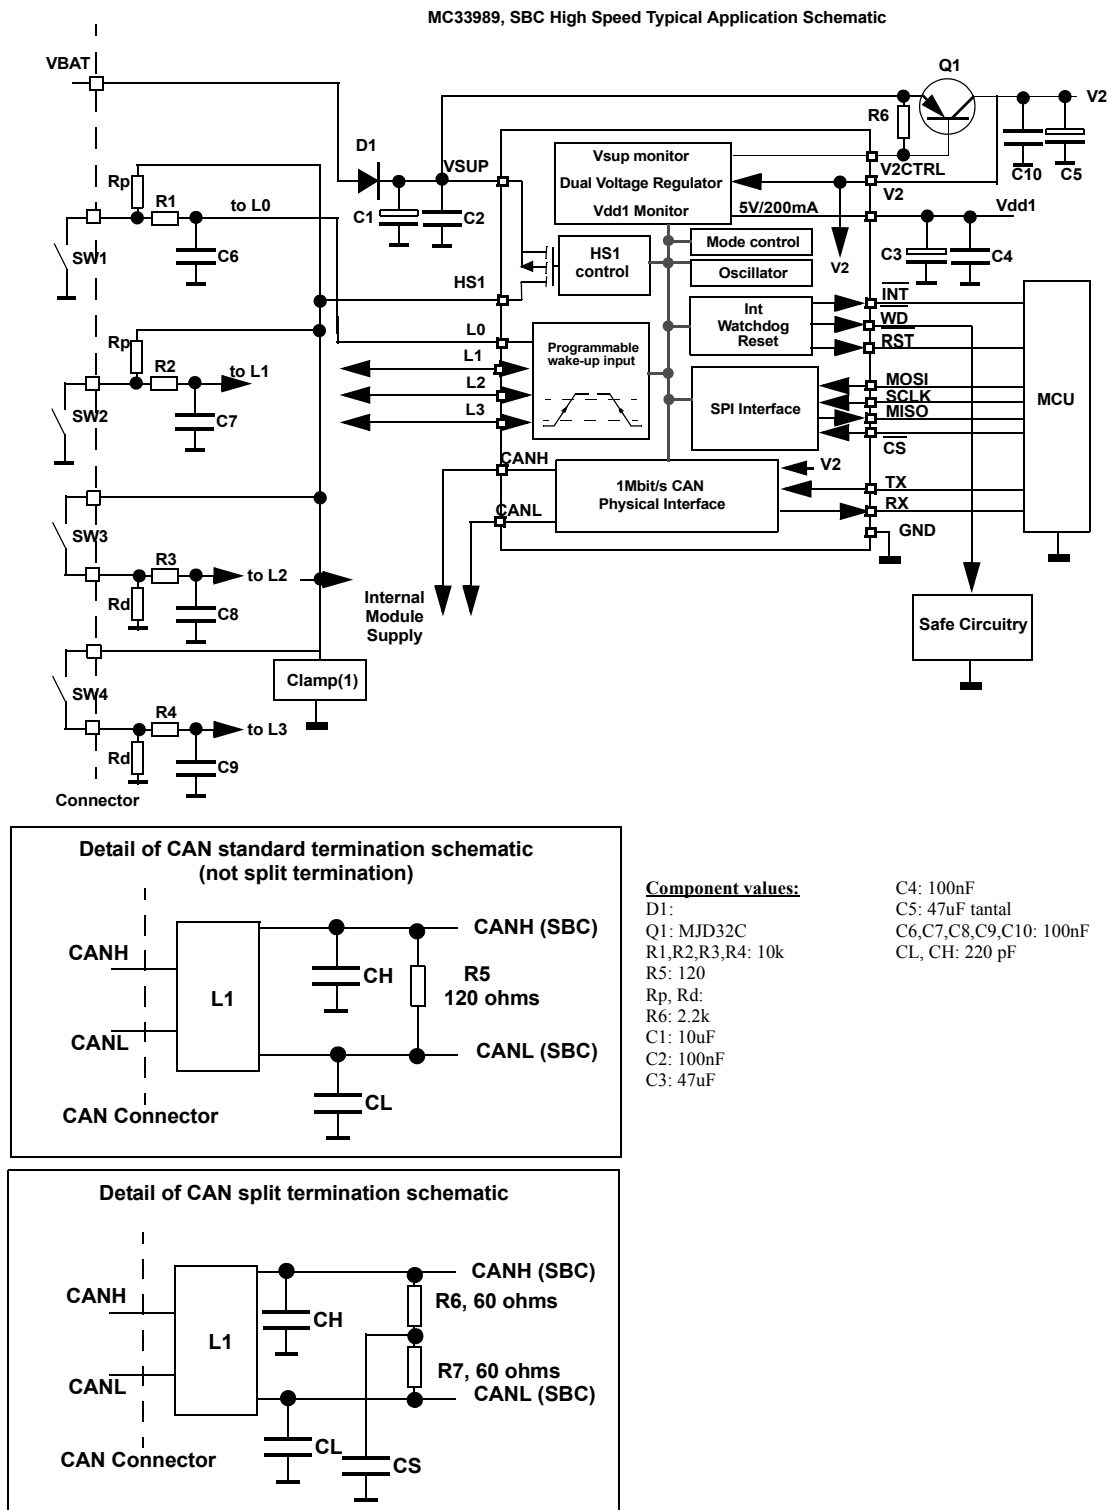 MC33989, SBC High Speed Typical Application Schematic
VBAT
Q1
V2
R6
D1
VSUP
Vsup monitor
Dual Voltage Regulator
Vdd1 Monitor
V2CTRL
V2
C10
C5
Rp
R1
to L0
C1
C2
5V/200mA
Vdd1
SW1
C6
HS1
control
Mode control
Oscillator
V2
C3
C4
HS1
INT
Int
Watchdog
Reset
WD
RST
Rp
R2
to L1
L0
L1
L2
L3
Programmable
wake-up input
SW2
C7
SPI Interface
MOSI
SCLK
MISO
CS
MCU
CANH
CANL
1Mbit/s CAN
Physical Interface
V2
TX
RX
GND
SW3
R3
to L2
Rd
C8
Internal
Module
Supply
Safe Circuitry
Clamp(1)
SW4
R4
to L3
Rd
C9
Connector
Detail of CAN standard termination schematic
(not split termination)
CANH
CANL
L1
CH
CANH (SBC)
R5
120 ohms
CANL (SBC)
CL
CAN Connector
Component values:
D1:
Q1: MJD32C
R1,R2,R3,R4: 10k
R5: 120
Rp, Rd:
R6: 2.2k
C1: 10uF
C2: 100nF
C3: 47uF
C4: 100nF
C5: 47uF tantal
C6,C7,C8,C9,C10: 100nF
CL, CH: 220 pF
Detail of CAN split termination schematic
CANH
CANL
L1
CH
CANH (SBC)
R6, 60 ohms
R7, 60 ohms
CANL (SBC)
CL
CS
CAN Connector